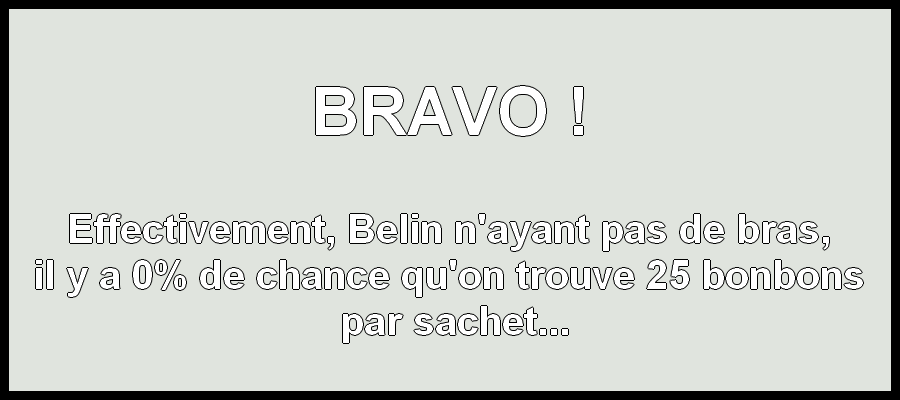 BRAVO !
Effectivement, Belin n'ayant pas de bras,
il y a 0% de chance qu'on trouve 25 bonbons
par sachet...